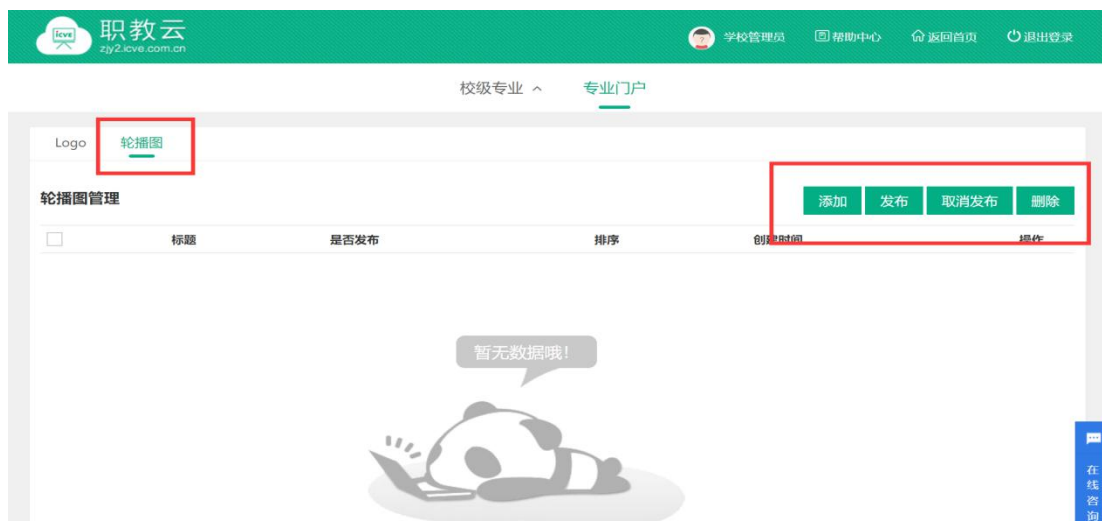 icve 职教云
zjy2.icve.com.cn
学校管理员 帮助中心 返回首页 退出登录
校级专业 专业门户
Logo 轮播图
轮播图管理
添加 发布 取消发布 删除
标题 是否发布 排序 创建时间 操作
暂无数据哦!
在线咨询